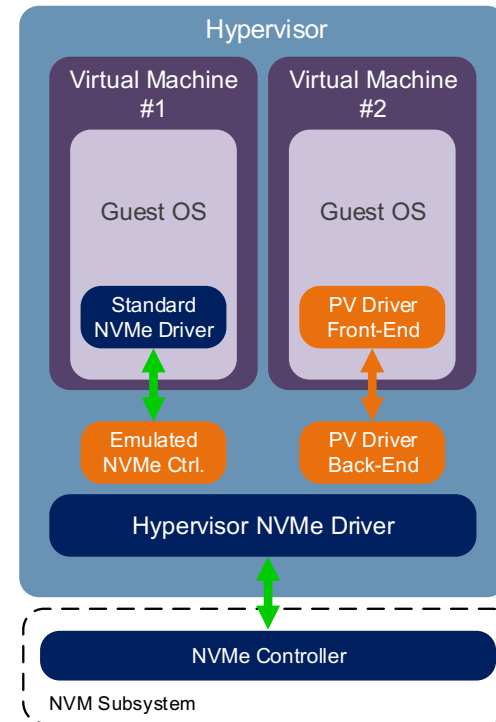 Hypervisor
Virtual Machine
#1
Virtual Machine
#2
Guest OS
Guest OS
Standard
NVMe Driver
PV Driver
Front-End
Emulated
NVMe Ctrl.
PV Driver
Back-End
Hypervisor NVMe Driver
NVMe Controller
NVM Subsystem